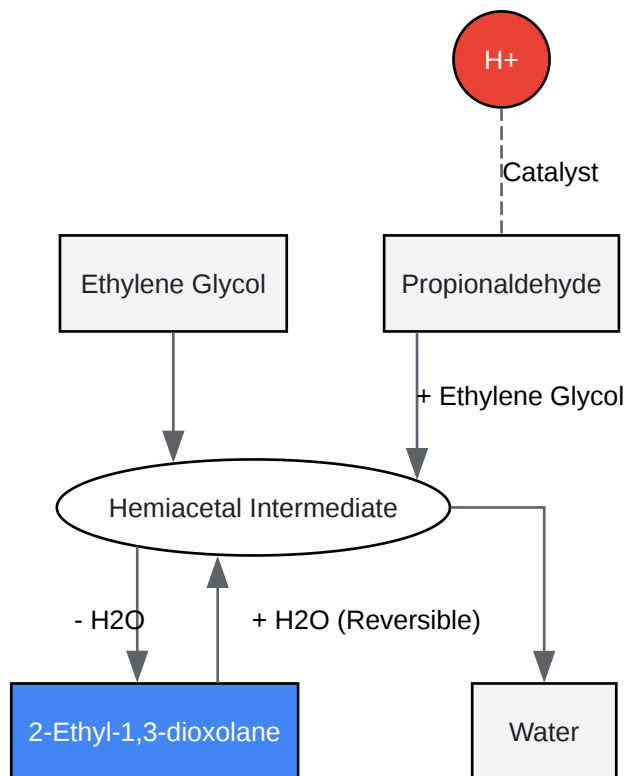 H+
Catalyst
Ethylene Glycol
Propionaldehyde
+ Ethylene Glycol
Hemiacetal Intermediate
- H2O
+ H2O (Reversible)
2-Ethyl-1,3-dioxolane
Water